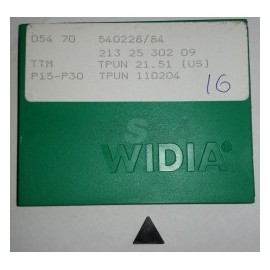 054 70 540228/84
213 25 302 09
TTM TPUN 21.51 (US)
P15-P30 TPUN 110204
16
WIDIA